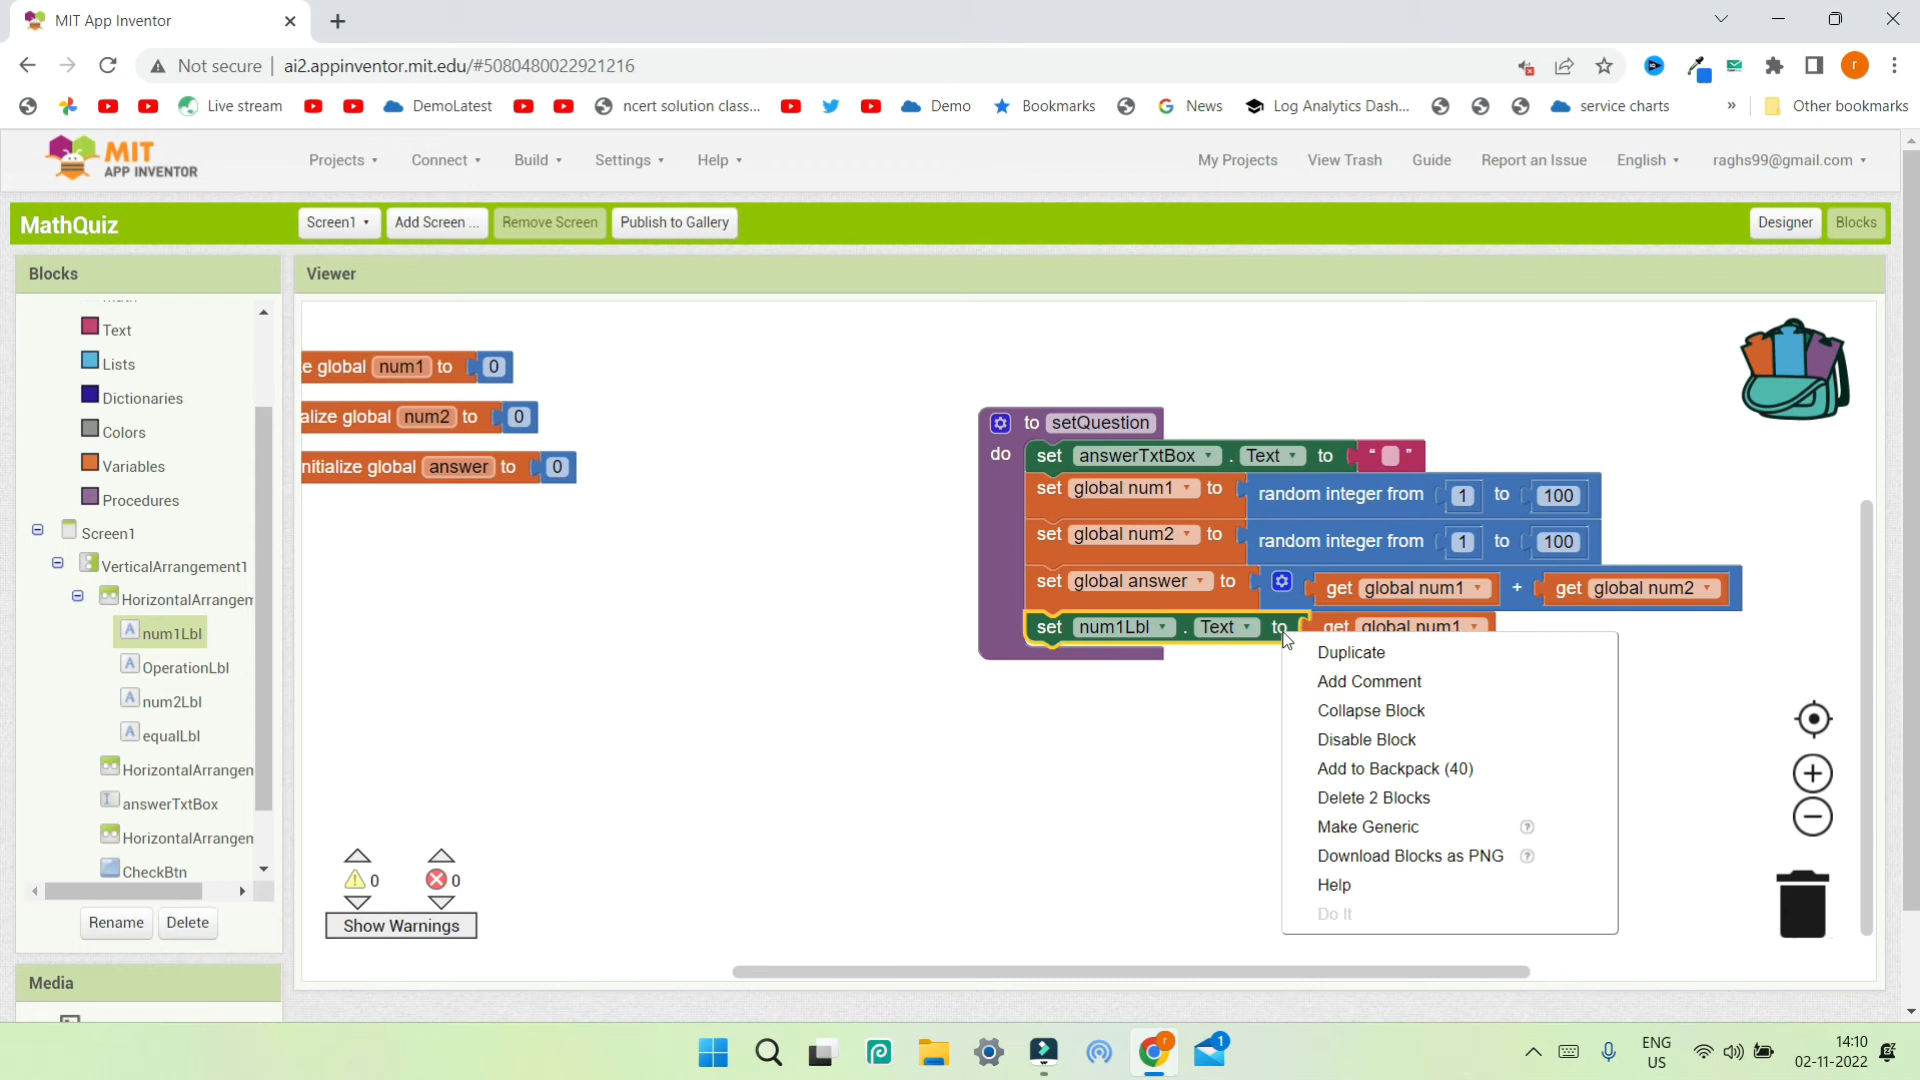 MIT App Inventor
Not secure
ai2.appinventor.mit.edu/#5080480022921216
Live stream
DemoLatest
ncert solution class...
Demo
Bookmarks
News
Log Analytics Dash...
service charts
»
Other bookmarks
MIT
APP INVENTOR
Projects
Connect
Build
Settings
Help
My Projects
View Trash
Guide
Report an Issue
English
raghs99@gmail.com
MathQuiz
Screen1
Add Screen ...
Remove Screen
Publish to Gallery
Designer
Blocks
Blocks
Viewer
Text
Lists
Dictionaries
Colors
Variables
Procedures
Screen1
VerticalArrangement1
HorizontalArrangem
num1Lbl
OperationLbl
num2Lbl
equalLbl
HorizontalArrangem
answerTxtBox
HorizontalArrangem
CheckBtn
Rename
Delete
Media
e global num1 to 0
alize global num2 to 0
nitialize global answer to 0
to setQuestion
do set answerTxtBox . Text to “ ”
set global num1 to random integer from 1 to 100
set global num2 to random integer from 1 to 100
set global answer to get global num1 + get global num2
set num1Lbl . Text to get global num1
Duplicate
Add Comment
Collapse Block
Disable Block
Add to Backpack (40)
Delete 2 Blocks
Make Generic ?
Download Blocks as PNG ?
Help
Do It
0
0
Show Warnings
1
ENG
US
14:10
02-11-2022